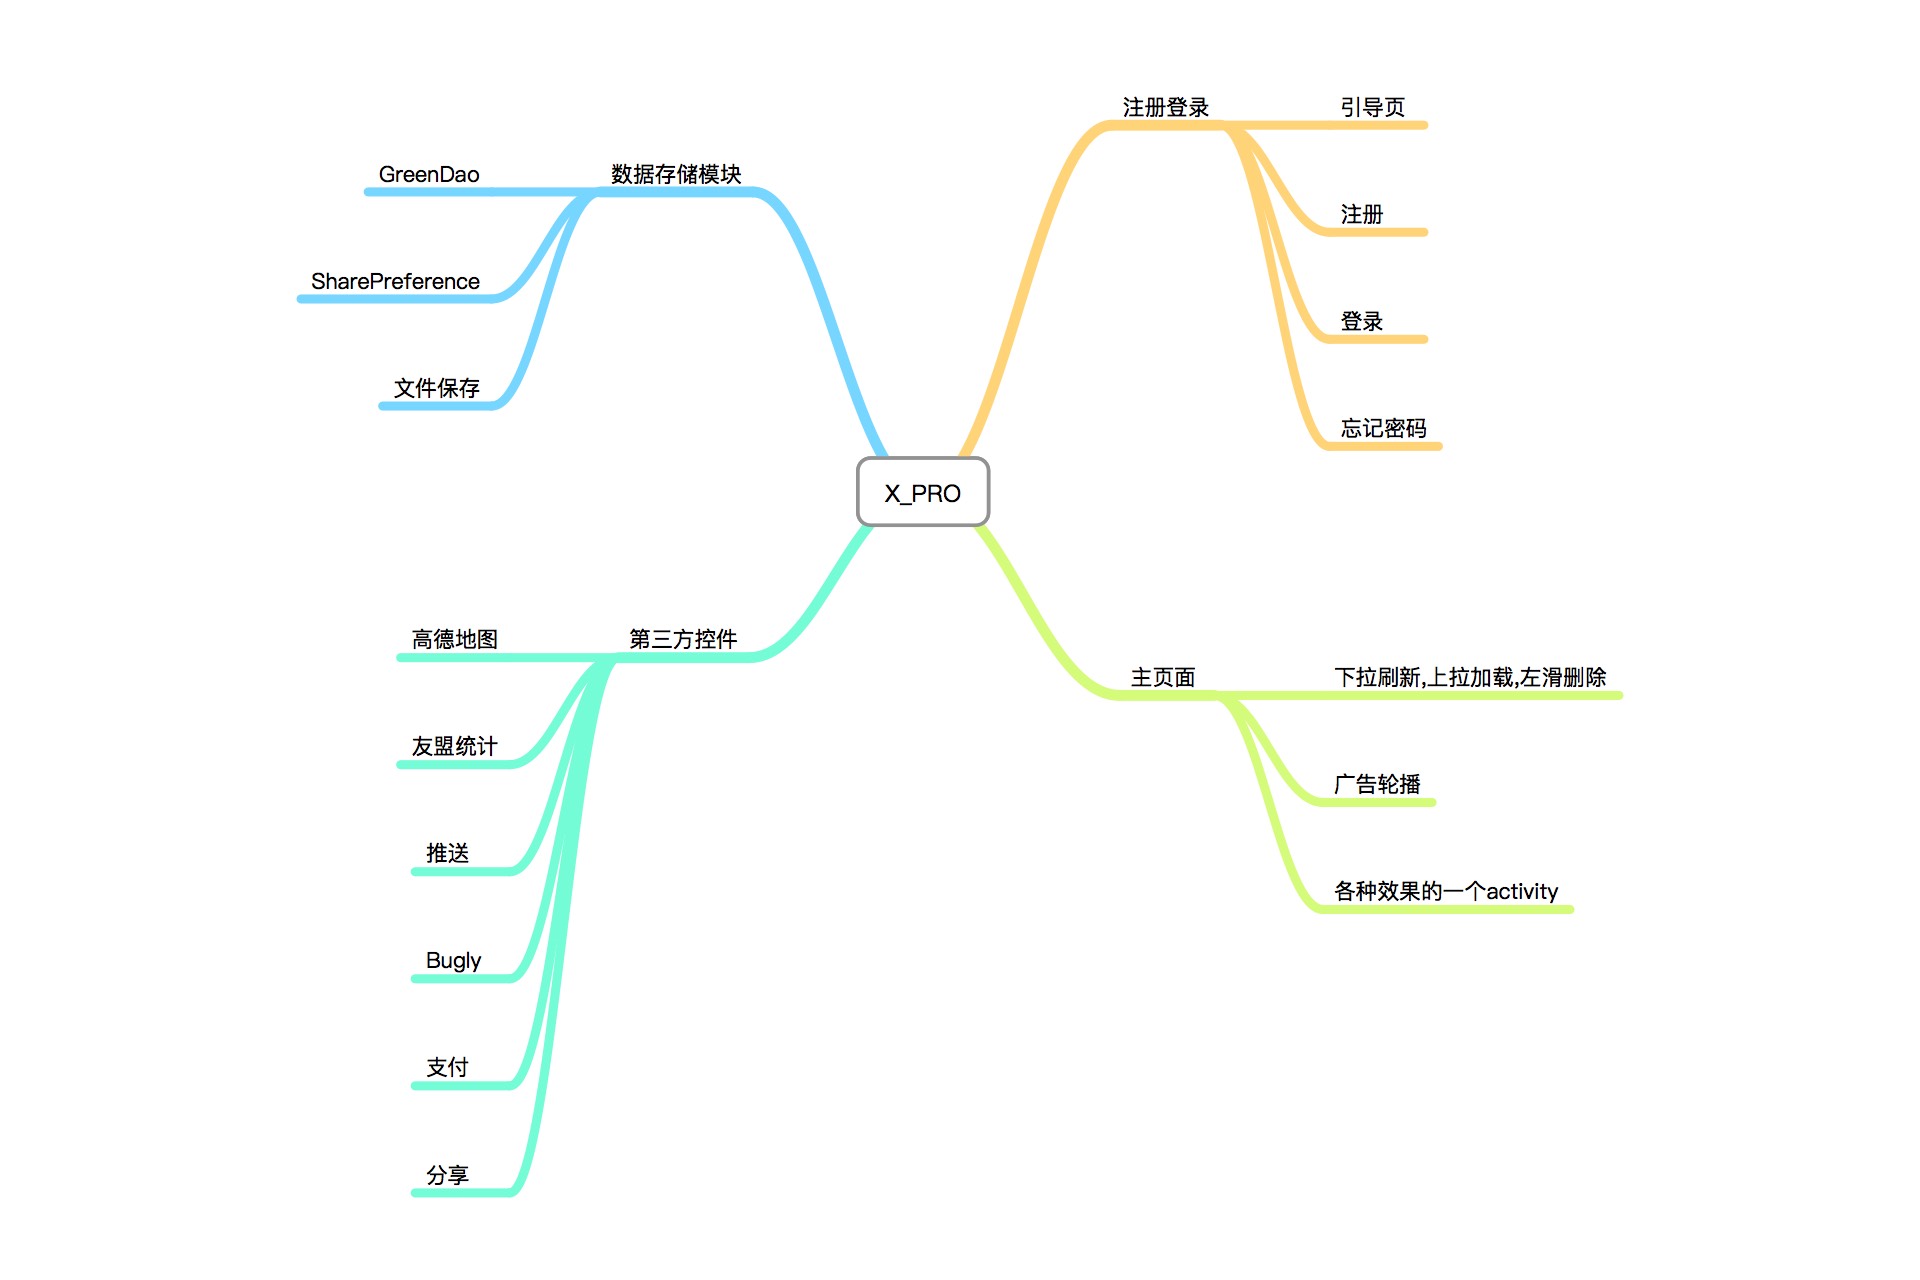 X_PRO
注册登录
引导页
注册
登录
忘记密码
主页面
下拉刷新,上拉加载,左滑删除
广告轮播
各种效果的一个activity
数据存储模块
GreenDao
SharePreference
文件保存
第三方控件
高德地图
友盟统计
推送
Bugly
支付
分享